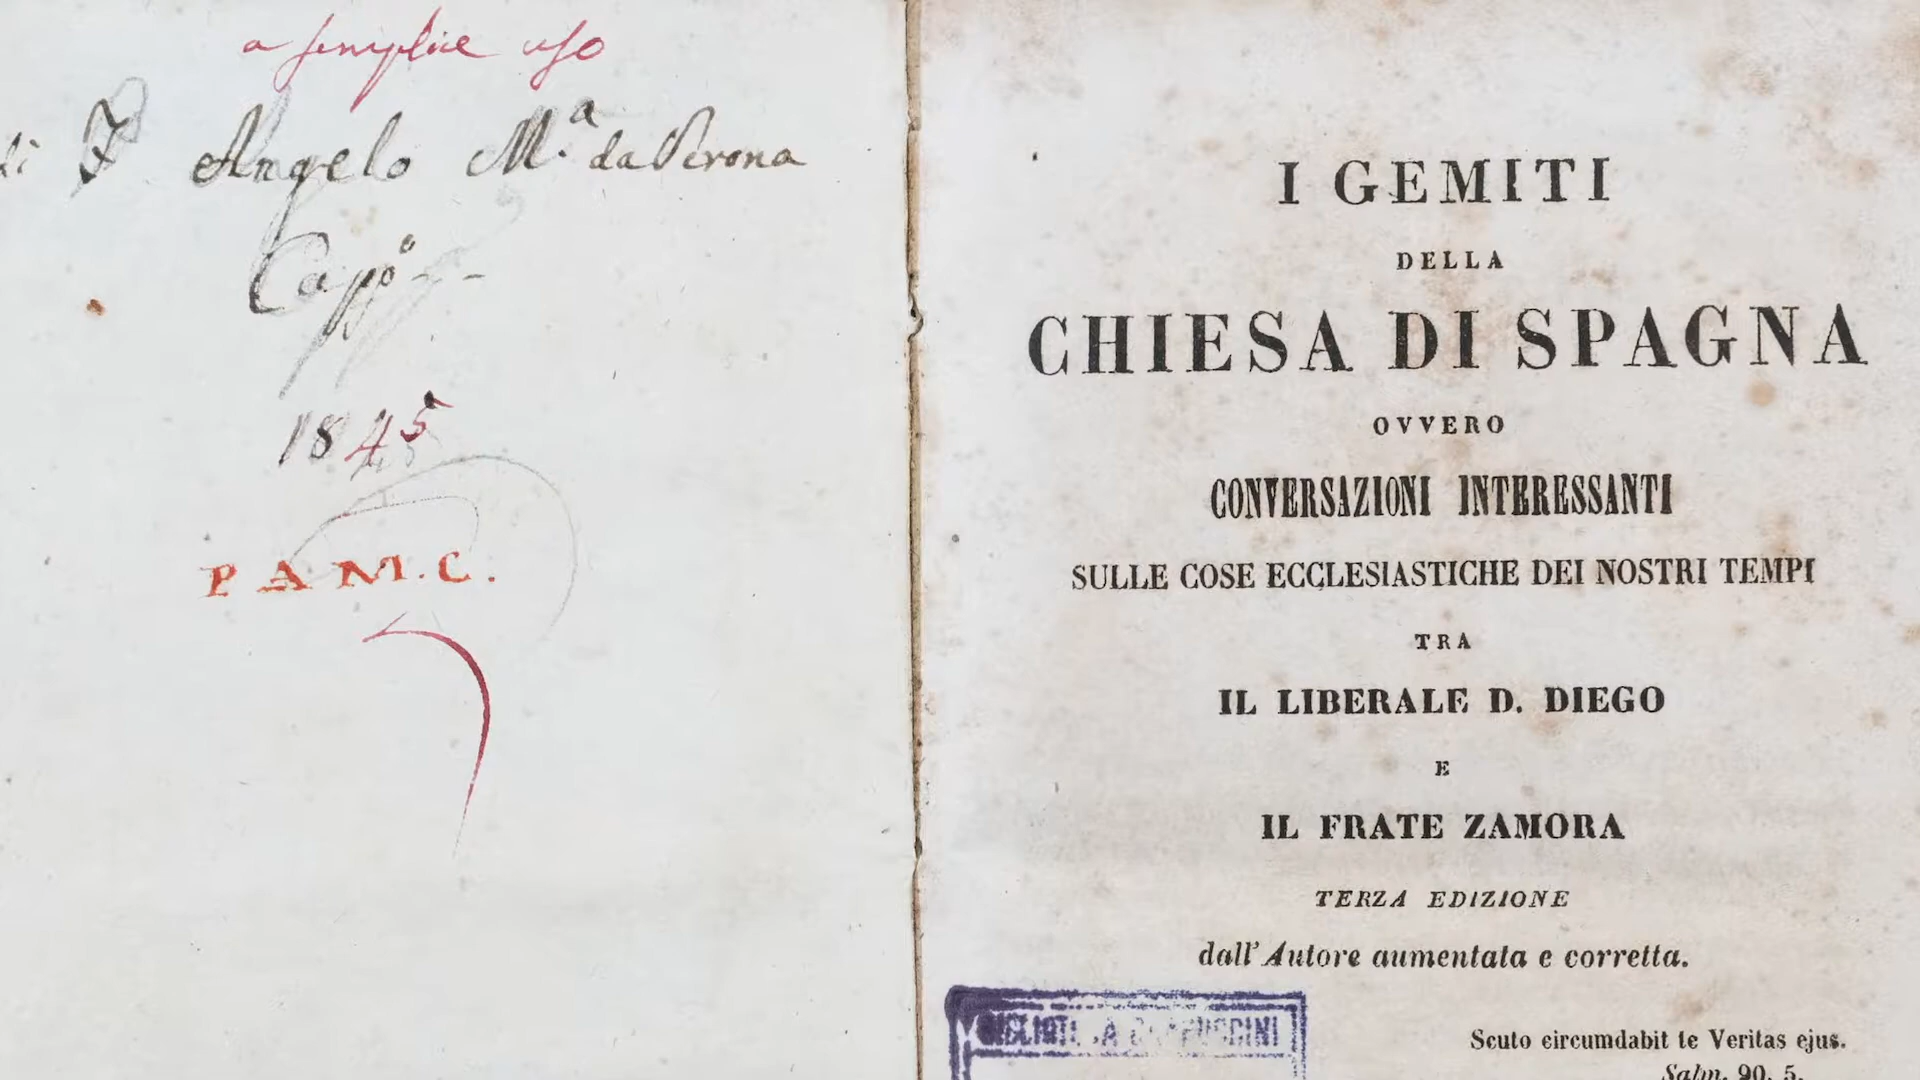 a semplice uso
di F Angelo M.a da Verona
Capp.o
1845
P. A. M. C.
I GEMITI
DELLA
CHIESA DI SPAGNA
OVVERO
CONVERSAZIONI INTERESSANTI
SULLE COSE ECCLESIASTICHE DEI NOSTRI TEMPI
TRA
IL LIBERALE D. DIEGO
E
IL FRATE ZAMORA
TERZA EDIZIONE
dall' Autore aumentata e corretta.
BIBLIOTECA CAPPUCCINI
Scuto circumdabit te Veritas ejus.
Salm. 90. 5.